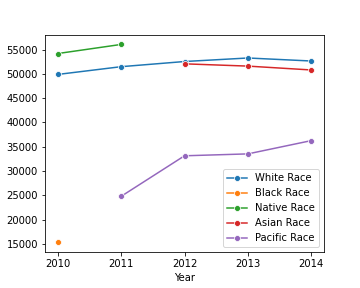 55000
50000
45000
40000
35000
30000
25000
20000
15000
White Race
Black Race
Native Race
Asian Race
Pacific Race
2010 2011 2012 2013 2014
Year